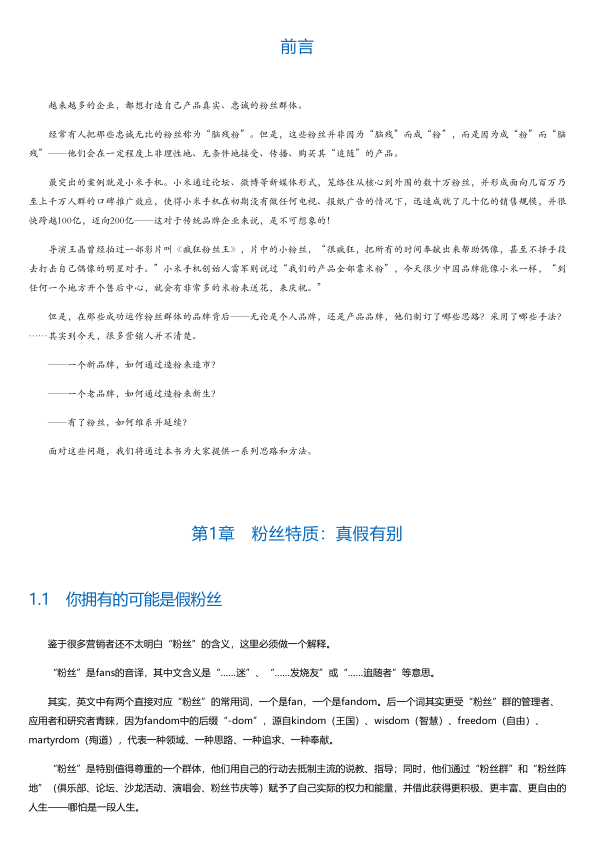 前言
越来越多的企业，都想打造自己产品真实、忠诚的粉丝群体。
经常有人把那些忠诚无比的粉丝称为“脑残粉”。但是，这些粉丝并非因为“脑残”而成“粉”，而是因为成“粉”而“脑
残”——他们会在一定程度上非理性地、无条件地接受、传播、购买其“追随”的产品。
最突出的案例就是小米手机。小米通过论坛、微博等新媒体形式，笼络住从核心到外围的数十万粉丝，并形成面向几百万乃
至上千万人群的口碑推广效应，使得小米手机在初期没有做任何电视、报纸广告的情况下，迅速成就了几十亿的销售规模，并很
快跨越100亿，迈向200亿——这对于传统品牌企业来说，是不可想象的！
导演王晶曾经拍过一部影片叫《疯狂粉丝王》，片中的小粉丝，“很疯狂，把所有的时间奉献出来帮助偶像，甚至不择手段
去打击自己偶像的明星对手。”小米手机创始人雷军则说过“我们的产品全部靠米粉”，今天很少中国品牌能像小米一样，“到
任何一个地方开个售后中心，就会有非常多的米粉来送花，来庆祝。”
但是，在那些成功运作粉丝群体的品牌背后——无论是个人品牌，还是产品品牌，他们制订了哪些思路？采用了哪些手法？
……其实到今天，很多营销人并不清楚。
——一个新品牌，如何通过造粉来造市？
——一个老品牌，如何通过造粉来新生？
——有了粉丝，如何维系并延续？
面对这些问题，我们将通过本书为大家提供一系列思路和方法。
第1章　粉丝特质：真假有别
1.1　你拥有的可能是假粉丝
鉴于很多营销者还不太明白“粉丝”的含义，这里必须做一个解释。
“粉丝”是fans的音译，其中文含义是“……迷”、“……发烧友”或“……追随者”等意思。
其实，英文中有两个直接对应“粉丝”的常用词，一个是fan，一个是fandom。后一个词其实更受“粉丝”群的管理者、
应用者和研究者青睐，因为fandom中的后缀“-dom”，源自kindom（王国）、wisdom（智慧）、freedom（自由）、
martyrdom（殉道），代表一种领域、一种思路、一种追求、一种奉献。
“粉丝”是特别值得尊重的一个群体，他们用自己的行动去抵制主流的说教、指导；同时，他们通过“粉丝群”和“粉丝阵
地”（俱乐部、论坛、沙龙活动、演唱会、粉丝节庆等）赋予了自己实际的权力和能量，并借此获得更积极、更丰富、更自由的
人生——哪怕是一段人生。